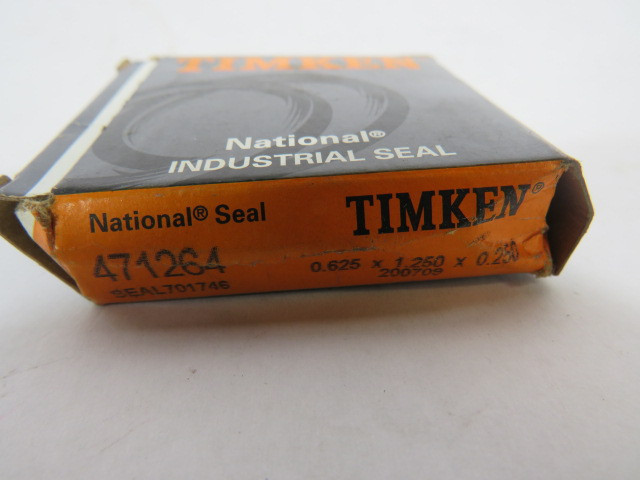 TIMKEN
National®
INDUSTRIAL SEAL
National® Seal
TIMKEN®
471264
0.625 x 1.250 x 0.250
200709
SEAL701746